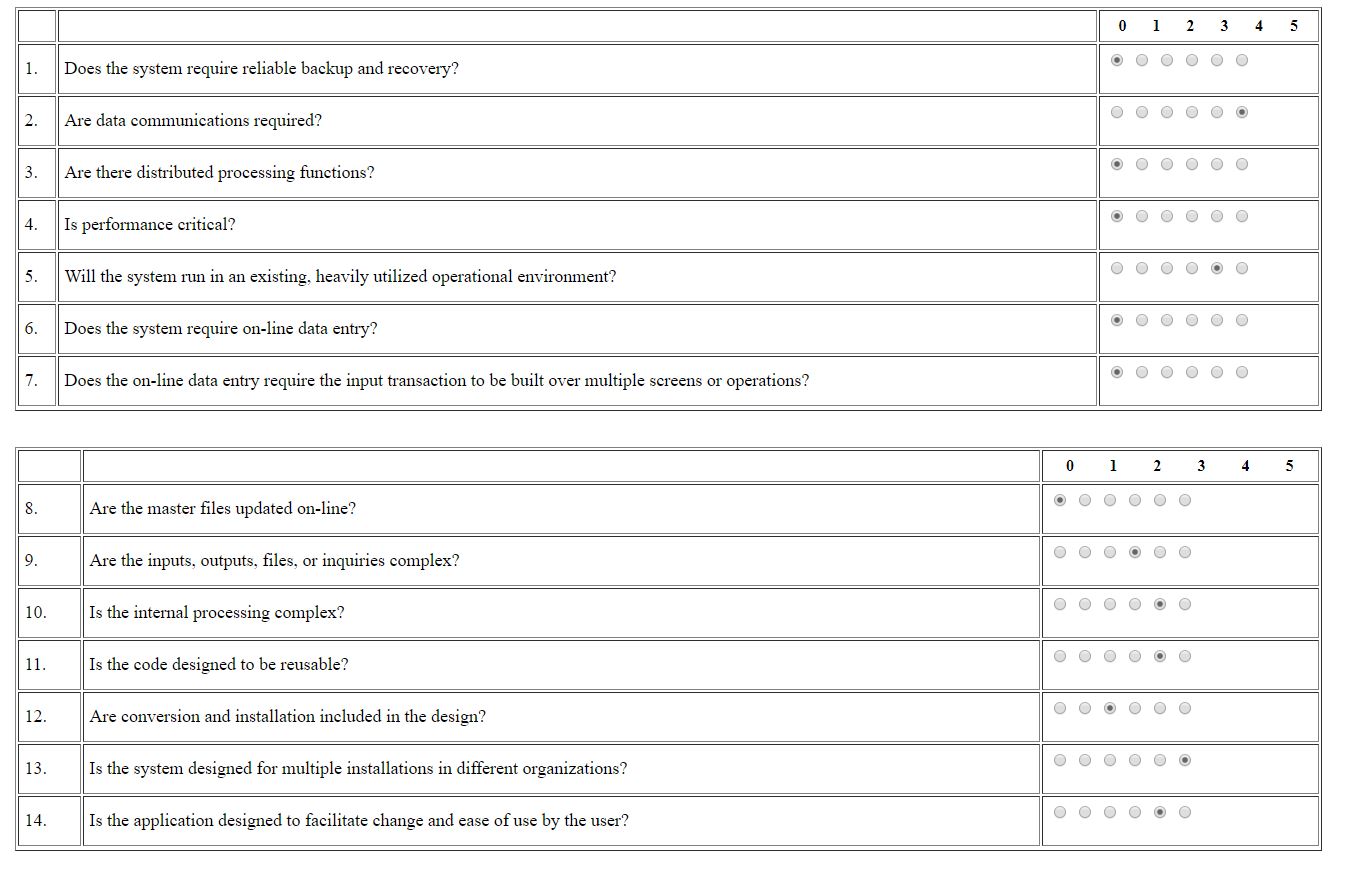 0 1 2 3 4 5
1. Does the system require reliable backup and recovery?
2. Are data communications required?
3. Are there distributed processing functions?
4. Is performance critical?
5. Will the system run in an existing, heavily utilized operational environment?
6. Does the system require on-line data entry?
7. Does the on-line data entry require the input transaction to be built over multiple screens or operations?
0 1 2 3 4 5
8. Are the master files updated on-line?
9. Are the inputs, outputs, files, or inquiries complex?
10. Is the internal processing complex?
11. Is the code designed to be reusable?
12. Are conversion and installation included in the design?
13. Is the system designed for multiple installations in different organizations?
14. Is the application designed to facilitate change and ease of use by the user?